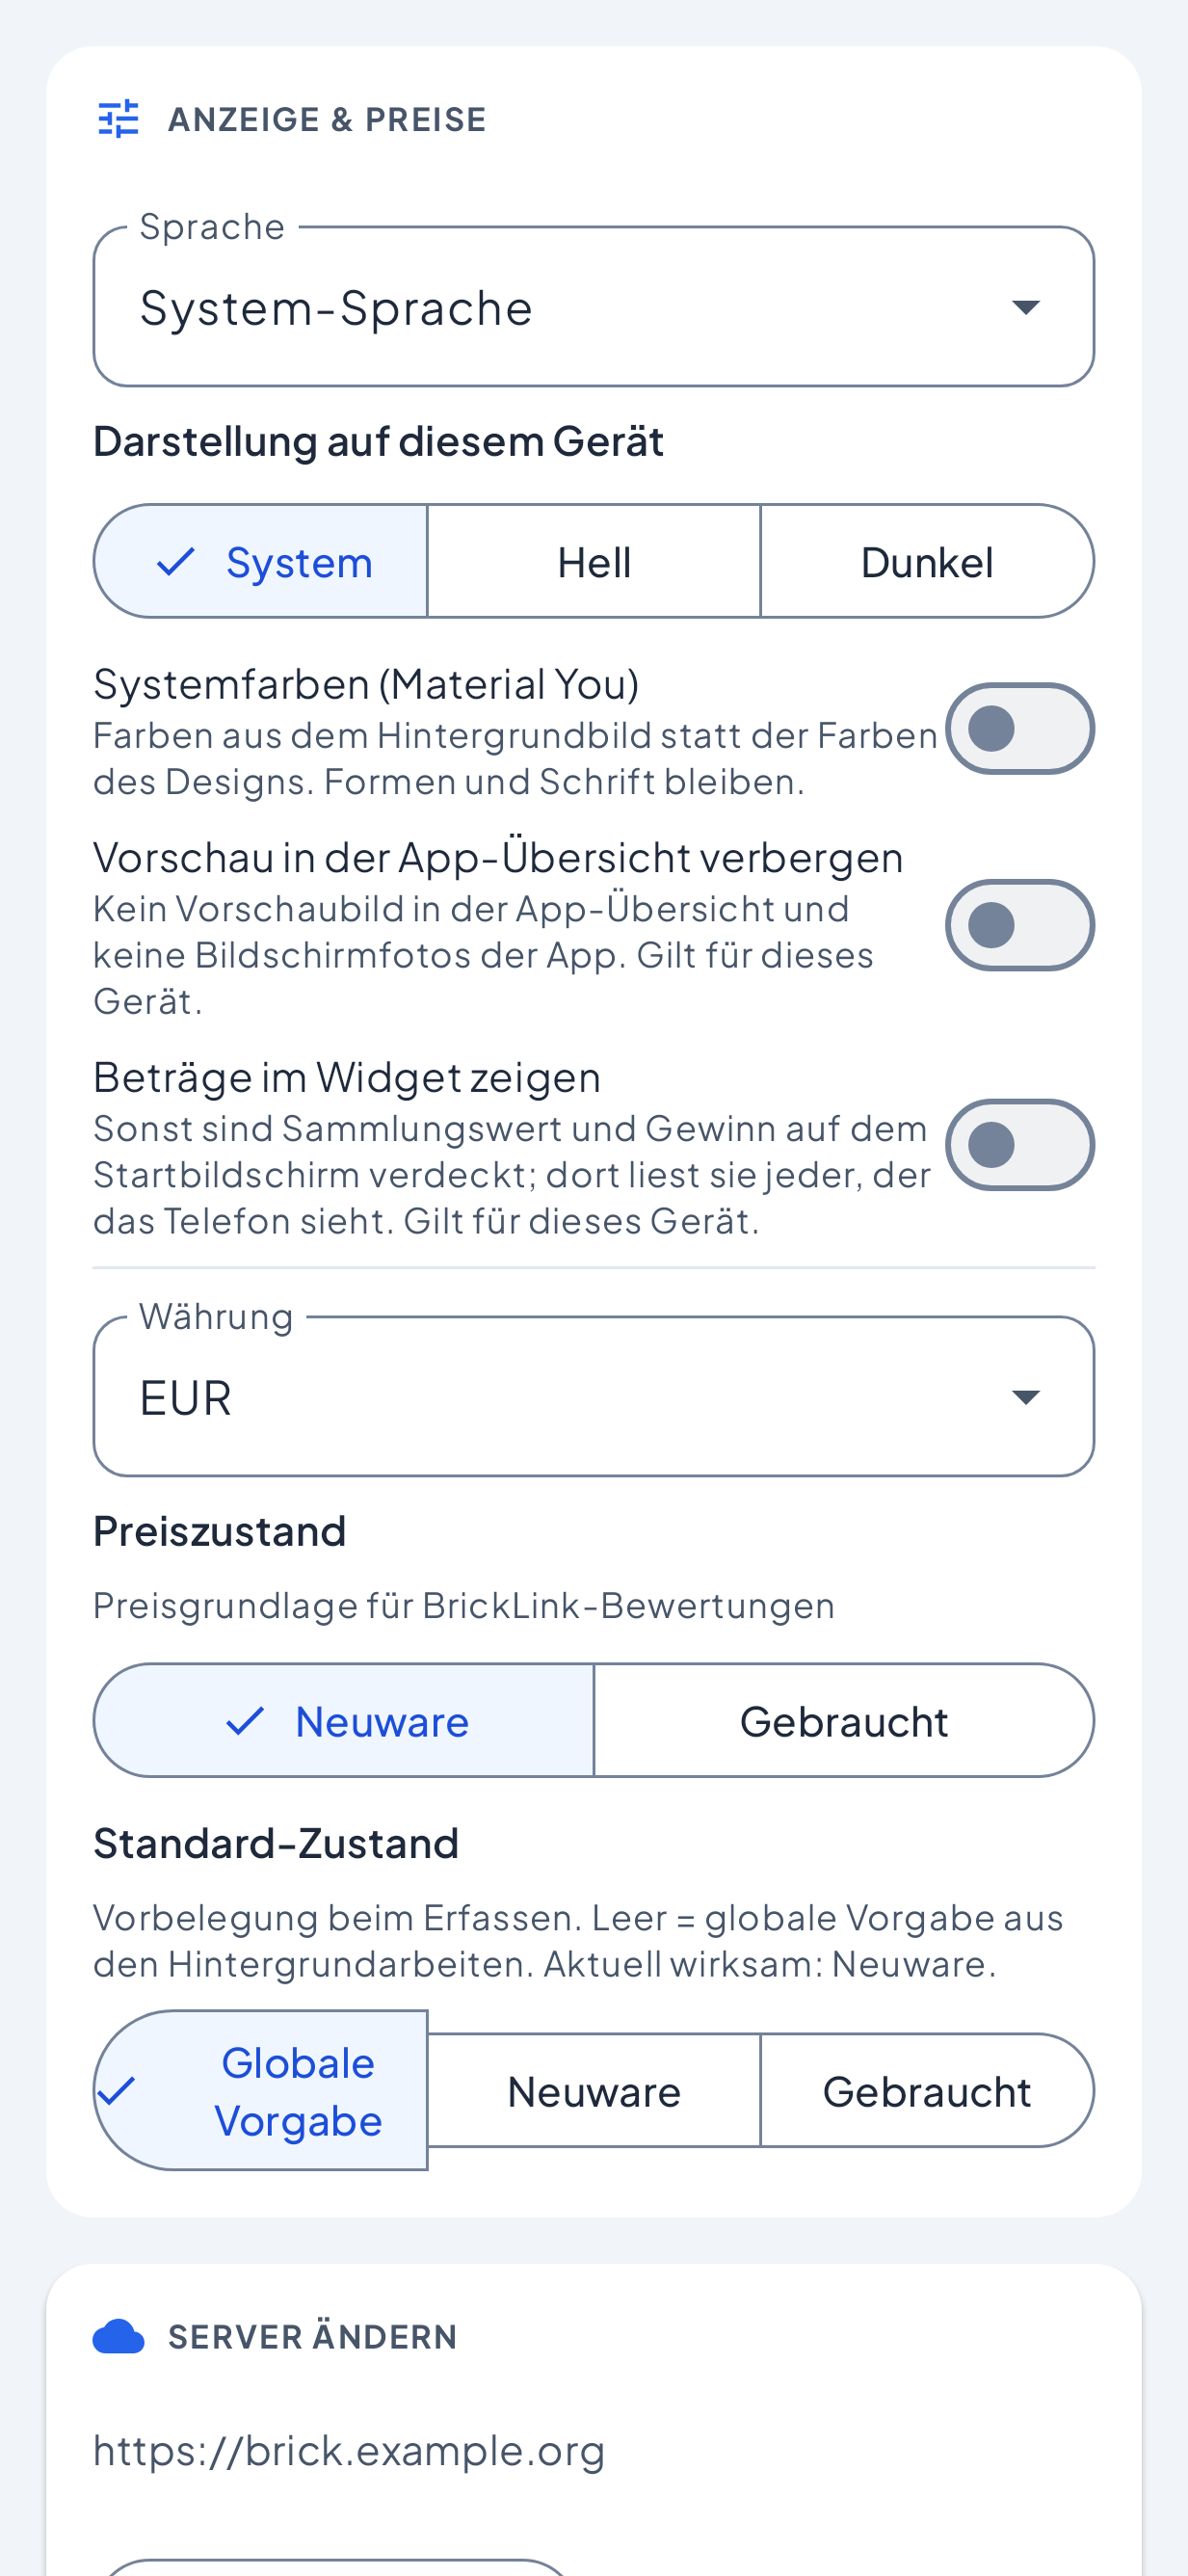 ANZEIGE & PREISE
Sprache
System-Sprache
Darstellung auf diesem Gerät
System
Hell
Dunkel
Systemfarben (Material You)
Farben aus dem Hintergrundbild statt der Farben
des Designs. Formen und Schrift bleiben.
Vorschau in der App-Übersicht verbergen
Kein Vorschaubild in der App-Übersicht und
keine Bildschirmfotos der App. Gilt für dieses
Gerät.
Beträge im Widget zeigen
Sonst sind Sammlungswert und Gewinn auf dem
Startbildschirm verdeckt; dort liest sie jeder, der
das Telefon sieht. Gilt für dieses Gerät.
Währung
EUR
Preiszustand
Preisgrundlage für BrickLink-Bewertungen
Neuware
Gebraucht
Standard-Zustand
Vorbelegung beim Erfassen. Leer = globale Vorgabe aus
den Hintergrundarbeiten. Aktuell wirksam: Neuware.
Globale
Vorgabe
Neuware
Gebraucht
SERVER ÄNDERN
https://brick.example.org